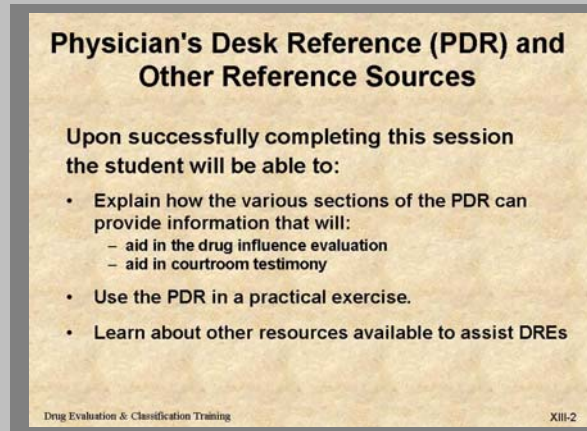 Physician's Desk Reference (PDR) and
Other Reference Sources
Upon successfully completing this session
the student will be able to:
• Explain how the various sections of the PDR can
provide information that will:
– aid in the drug influence evaluation
– aid in courtroom testimony
• Use the PDR in a practical exercise.
• Learn about other resources available to assist DREs
Drug Evaluation & Classification Training
XIII-2